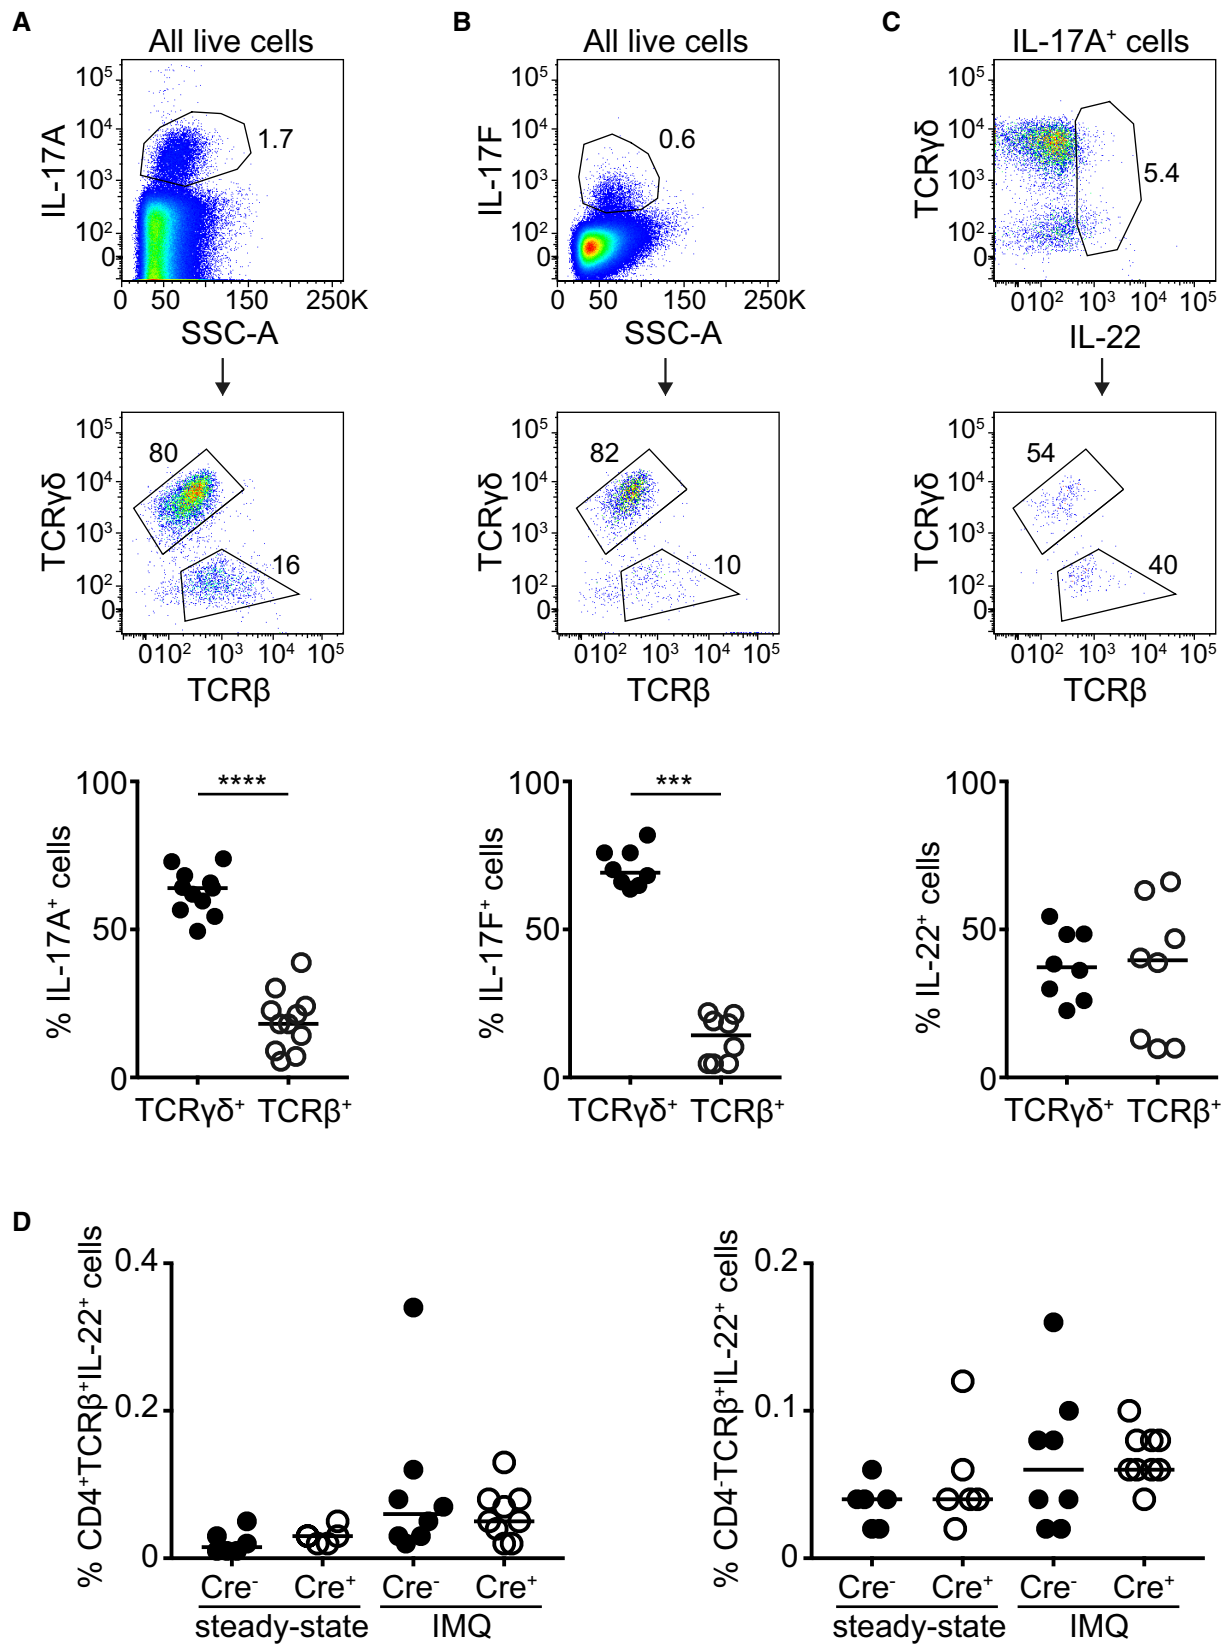 A
B
C
All live cells
All live cells
IL-17A⁺ cells
10⁵
10⁴
10³
10²
0
IL-17A
1.7
0 50 150 250K
SSC-A
10⁵
10⁴
10³
10²
0
IL-17F
0.6
0 50 150 250K
SSC-A
10⁵
10⁴
10³
10²
0
TCRγδ
5.4
0 10² 10³ 10⁴ 10⁵
IL-22
10⁵
10⁴
10³
10²
0
TCRγδ
80
16
0 10² 10³ 10⁴ 10⁵
TCRβ
10⁵
10⁴
10³
10²
0
TCRγδ
82
10
0 10² 10³ 10⁴ 10⁵
TCRβ
10⁵
10⁴
10³
10²
0
TCRγδ
54
40
0 10² 10³ 10⁴ 10⁵
TCRβ
100
50
0
% IL-17A⁺ cells
****
TCRγδ⁺ TCRβ⁺
100
50
0
% IL-17F⁺ cells
***
TCRγδ⁺ TCRβ⁺
100
50
0
% IL-22⁺ cells
TCRγδ⁺ TCRβ⁺
D
% CD4⁺TCRβ⁺IL-22⁺ cells
0.4
0.2
0
Cre⁻ Cre⁺ Cre⁻ Cre⁺
steady-state IMQ
% CD4⁻TCRβ⁺IL-22⁺ cells
0.2
0.1
0
Cre⁻ Cre⁺ Cre⁻ Cre⁺
steady-state IMQ